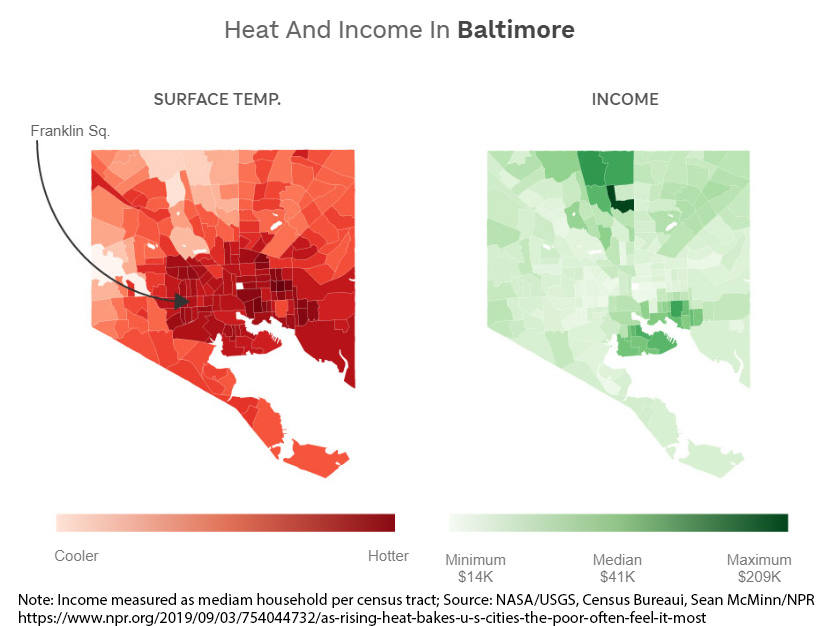 Heat And Income In Baltimore
SURFACE TEMP.
INCOME
Franklin Sq.
Cooler
Hotter
Minimum
$14K
Median
$41K
Maximum
$209K
Note: Income measured as mediam household per census tract; Source: NASA/USGS, Census Bureaui, Sean McMinn/NPR
https://www.npr.org/2019/09/03/754044732/as-rising-heat-bakes-u-s-cities-the-poor-often-feel-it-most